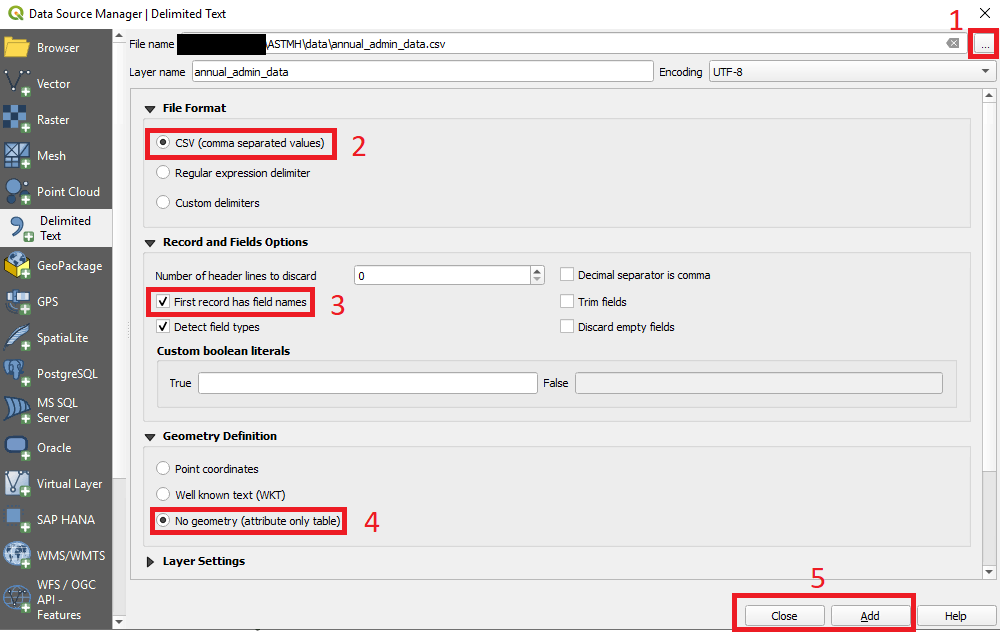 Data Source Manager | Delimited Text
1
File name \ASTMH\data\annual_admin_data.csv ...
Layer name annual_admin_data Encoding UTF-8
Browser
Vector
Raster
Mesh
Point Cloud
Delimited
Text
GeoPackage
GPS
SpatiaLite
PostgreSQL
MS SQL
Server
Oracle
Virtual Layer
SAP HANA
WMS/WMTS
WFS / OGC
API -
Features
File Format
CSV (comma separated values) 2
Regular expression delimiter
Custom delimiters
Record and Fields Options
Number of header lines to discard 0 Decimal separator is comma
First record has field names 3 Trim fields
Detect field types Discard empty fields
Custom boolean literals
True False
Geometry Definition
Point coordinates
Well known text (WKT)
No geometry (attribute only table) 4
Layer Settings
5
Close Add Help